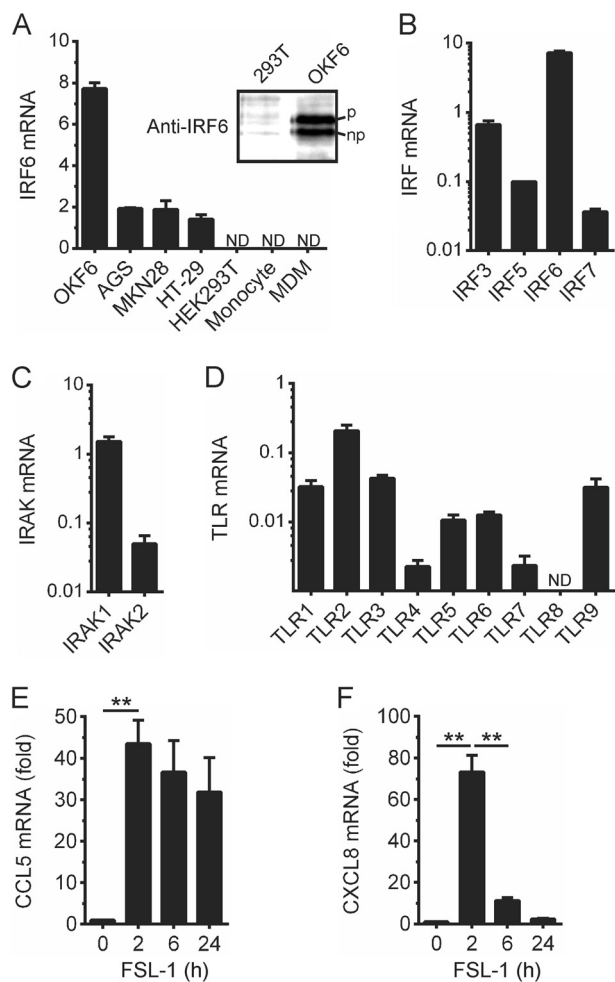 A
IRF6 mRNA
10
8
6
4
2
0
ND ND ND
OKF6
AGS
MKN28
HT-29
HEK293T
Monocyte
MDM
293T
OKF6
Anti-IRF6
p
np
B
IRF mRNA
10
1
0.1
0.01
IRF3
IRF5
IRF6
IRF7
C
IRAK mRNA
10
1
0.1
0.01
IRAK1
IRAK2
D
TLR mRNA
1
0.1
0.01
ND
TLR1
TLR2
TLR3
TLR4
TLR5
TLR6
TLR7
TLR8
TLR9
E
CCL5 mRNA (fold)
50
40
30
20
10
0
**
0 2 6 24
FSL-1 (h)
F
CXCL8 mRNA (fold)
100
80
60
40
20
0
** **
0 2 6 24
FSL-1 (h)